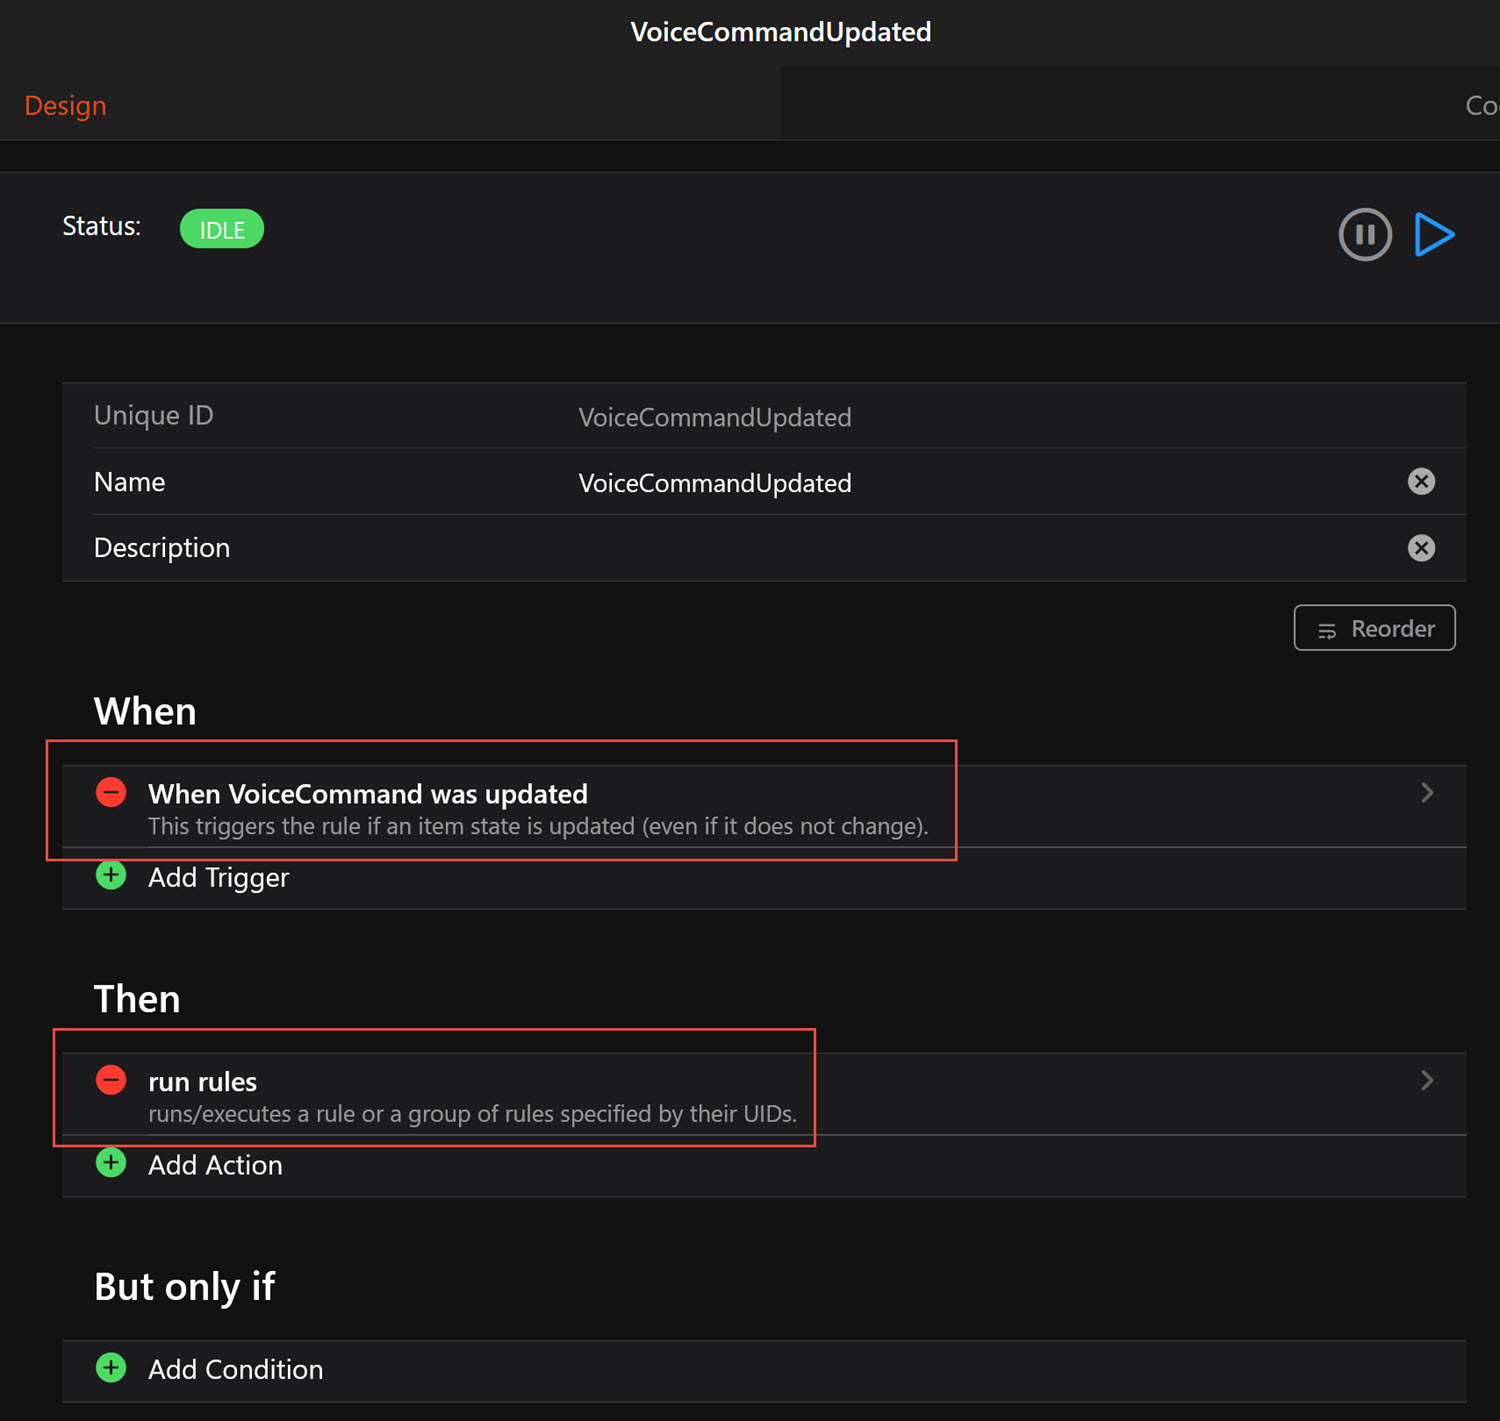 VoiceCommandUpdated
Design
Status:
IDLE
Unique ID
VoiceCommandUpdated
Name
VoiceCommandUpdated
Description
Reorder
When
When VoiceCommand was updated
This triggers the rule if an item state is updated (even if it does not change).
Add Trigger
Then
run rules
runs/executes a rule or a group of rules specified by their UIDs.
Add Action
But only if
Add Condition